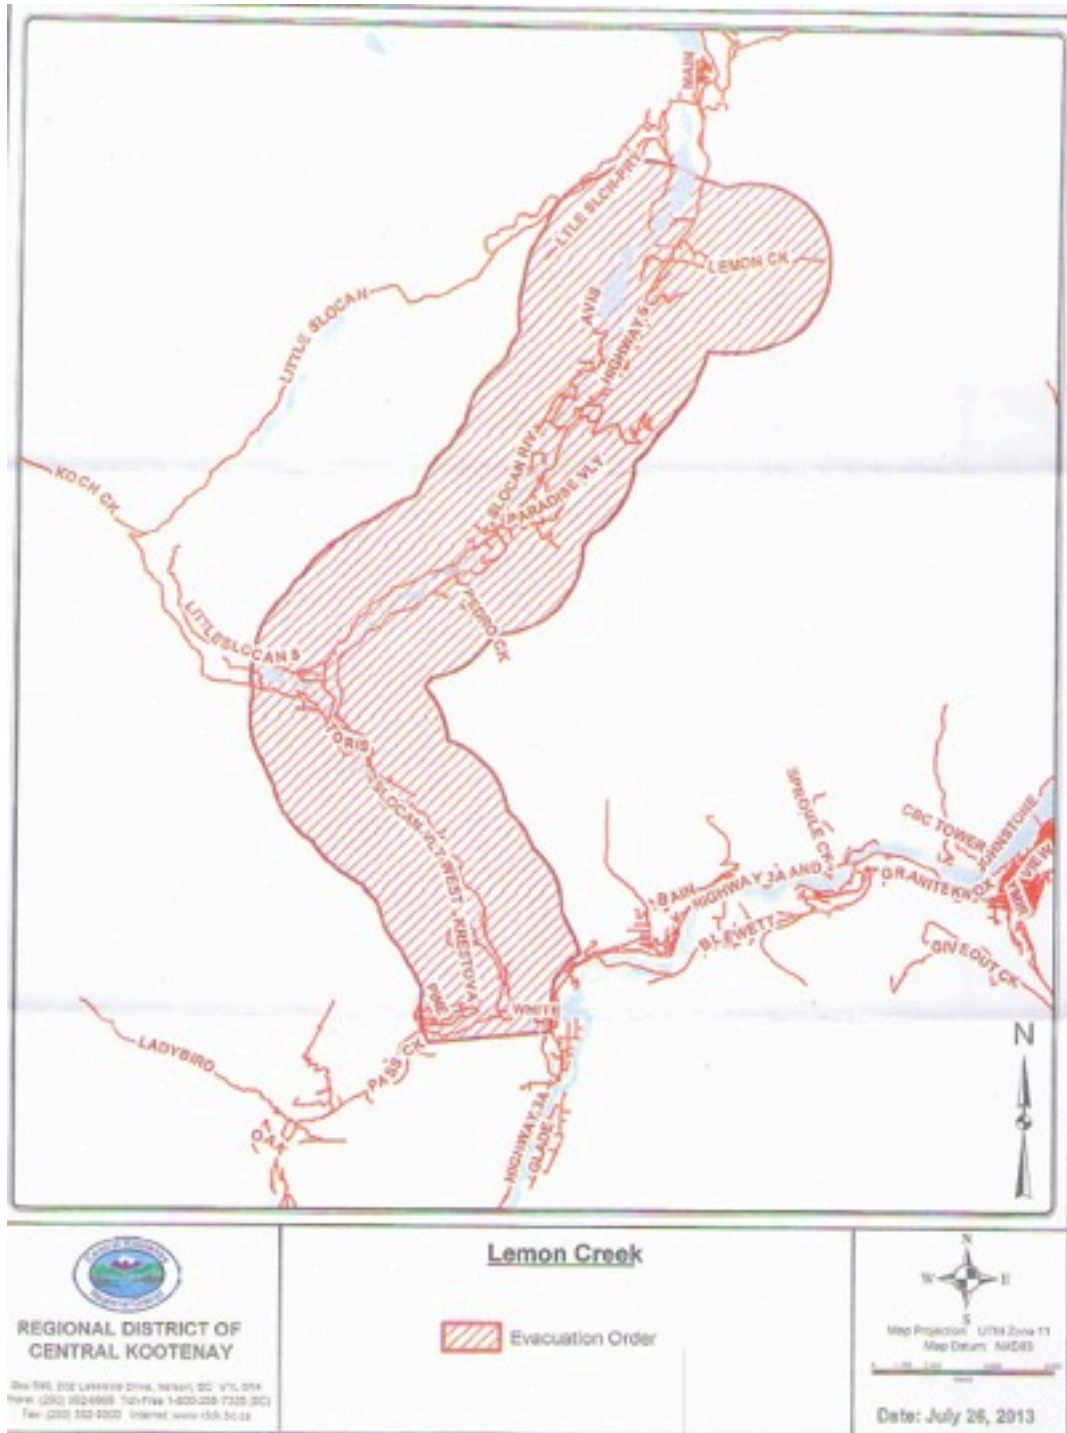 MAIN
LTLE SLCN-PRY
LEMON CK
AVIS
HIGHWAY 6
LITTLE SLOCAN
SLOCAN RIV
PARADISE VLY
KOCH CK
PEDRO CK
LITTLE SLOCAN S
TORIS
SLOCAN VLY WEST
KRESTOVA
SPROULE CK
CBC TOWER
JOHNSTONE
VIEW
YMIR
BAIN
HIGHWAY 3A AND
GRANITE
KNOX
BLEWETT
GIVEOUT CK
PINE
WHITE
LADYBIRD
PASS CK
OAK
HIGHWAY 3A
GLADE
N
Lemon Creek
Evacuation Order
REGIONAL DISTRICT OF
CENTRAL KOOTENAY
N
W
E
S
Map Projection: UTM Zone 11
Map Datum: NAD83
Date: July 26, 2013